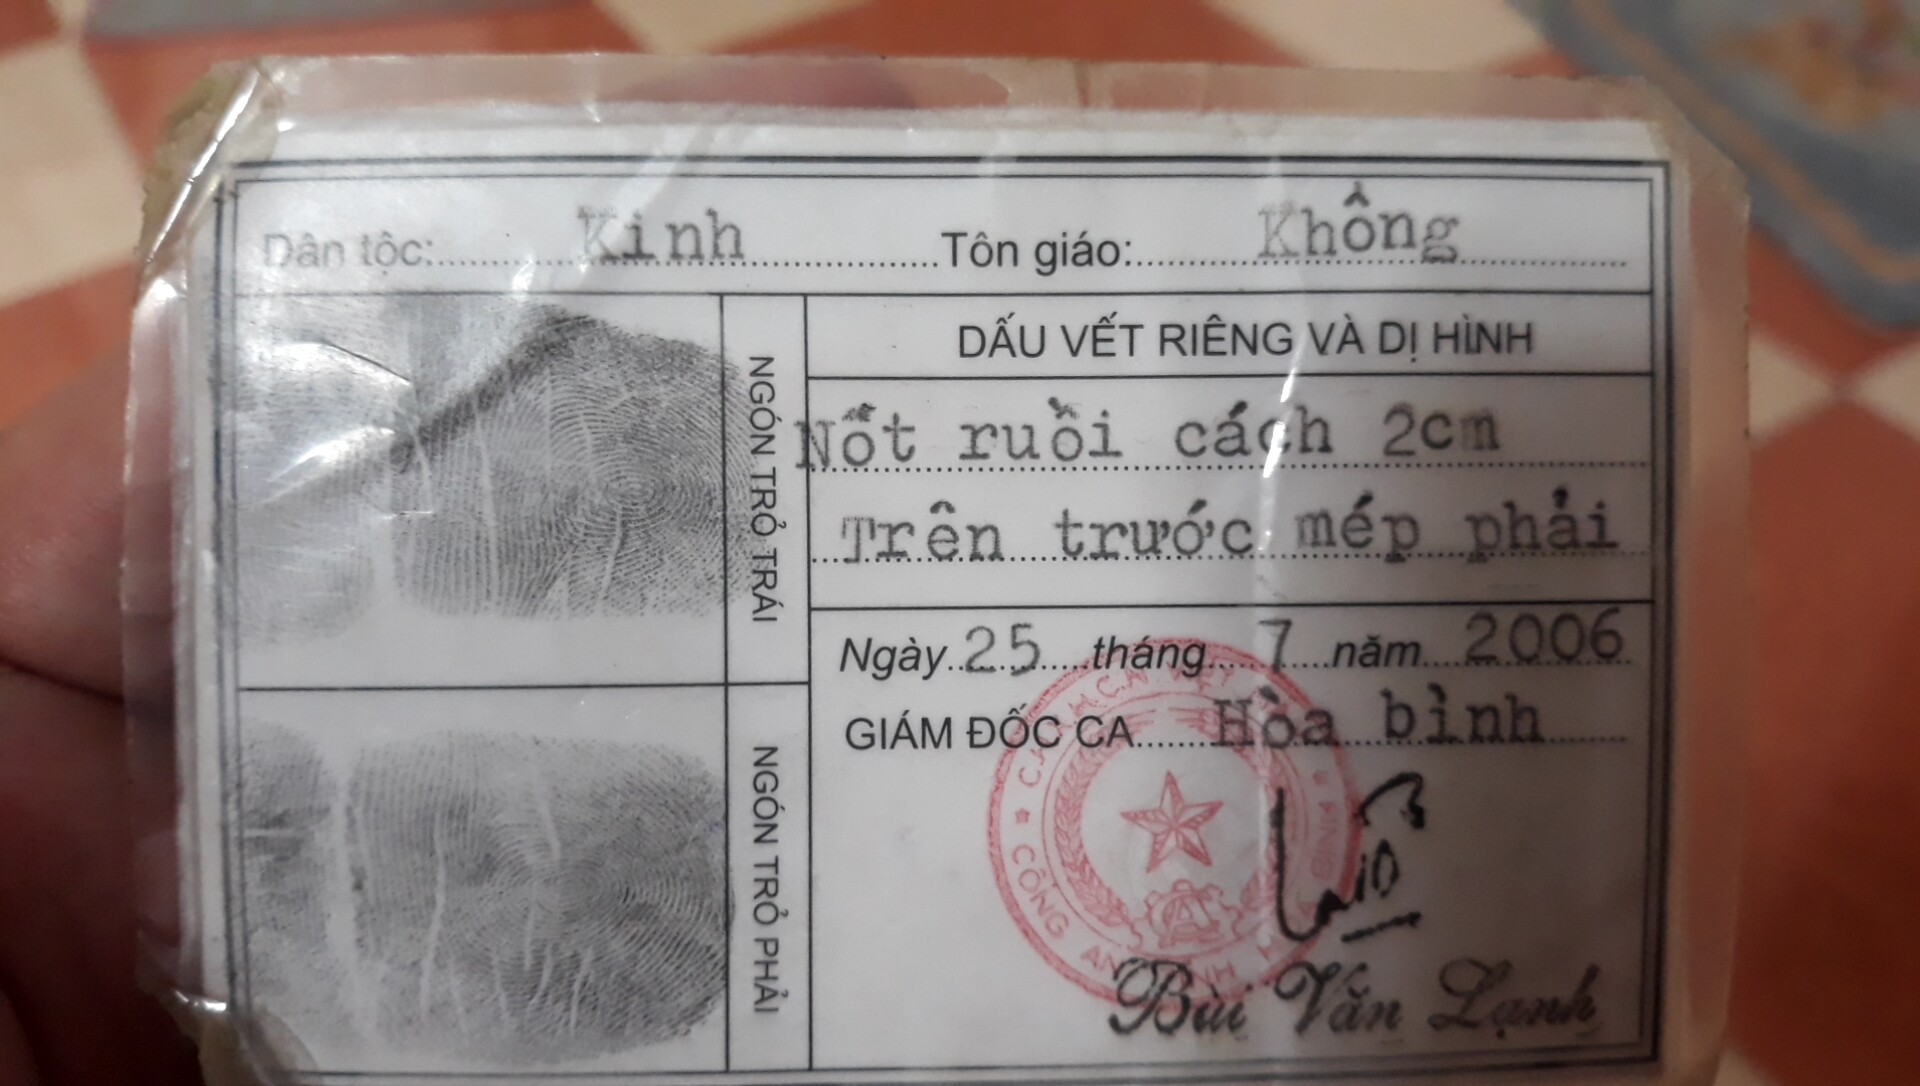 Dân tộc: Kinh Tôn giáo: Không
NGÓN TRỎ TRÁI
DẤU VẾT RIÊNG VÀ DỊ HÌNH
Nốt ruồi cách 2cm
Trên trước mép phải
Ngày 25 tháng 7 năm 2006
GIÁM ĐỐC CA Hòa bình
NGÓN TRỎ PHẢI
CÔNG AN
Bùi Văn Lạnh